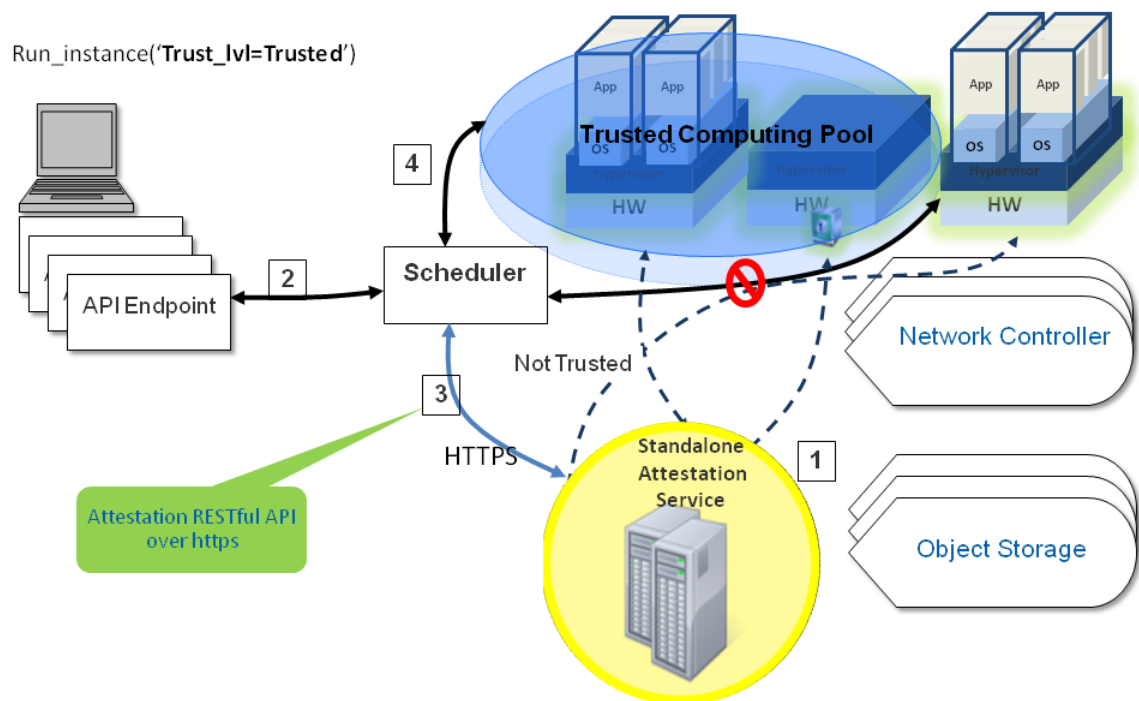 Run_instance('Trust_lvl=Trusted')
App
App
App
App
Trusted Computing Pool
OS
OS
OS
OS
Hypervisor
Hypervisor
Hypervisor
HW
HW
HW
4
2
Scheduler
API Endpoint
Network Controller
Not Trusted
3
HTTPS
Standalone
Attestation
Service
1
Attestation RESTful API
over https
Object Storage